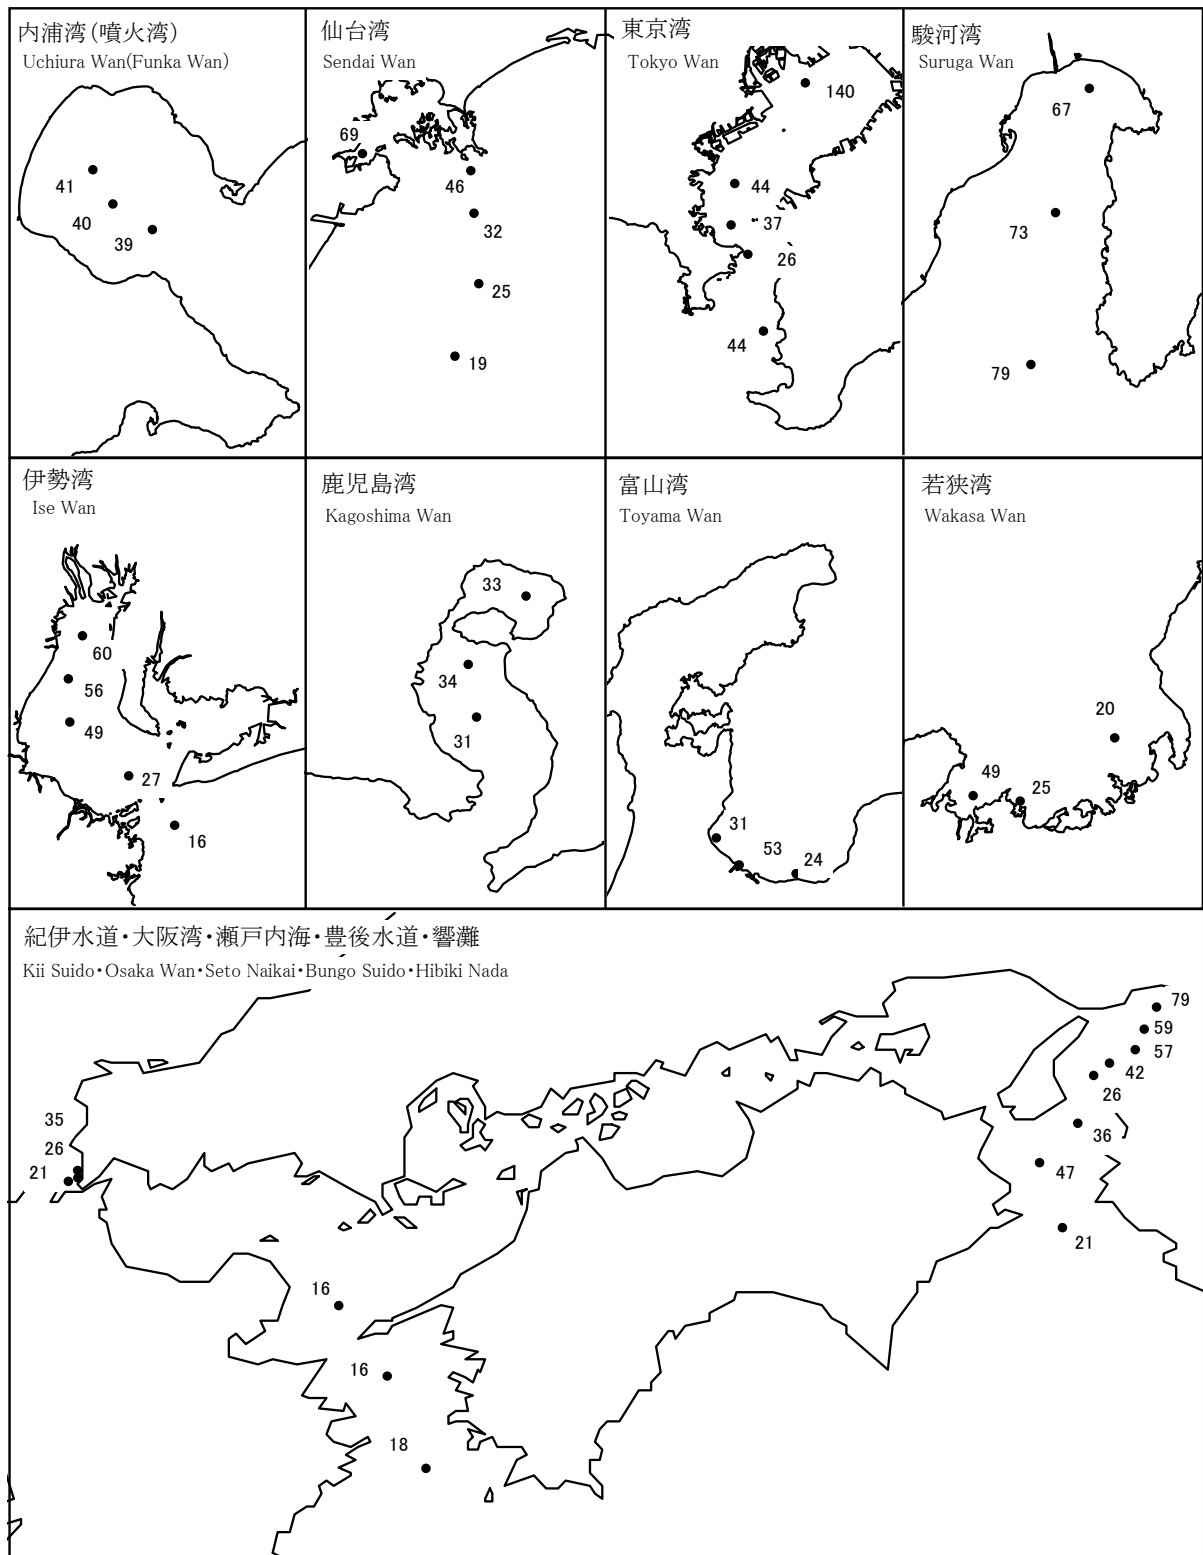 内浦湾(噴火湾)
Uchiura Wan(Funka Wan)
41
40
39
仙台湾
Sendai Wan
69
46
32
25
19
東京湾
Tokyo Wan
140
44
37
26
44
駿河湾
Suruga Wan
67
73
79
伊勢湾
Ise Wan
60
56
49
27
16
鹿児島湾
Kagoshima Wan
33
34
31
富山湾
Toyama Wan
31
53
24
若狭湾
Wakasa Wan
20
49
25
紀伊水道・大阪湾・瀬戸内海・豊後水道・響灘
Kii Suido・Osaka Wan・Seto Naikai・Bungo Suido・Hibiki Nada
79
59
57
42
26
36
47
21
35
26
21
16
16
18